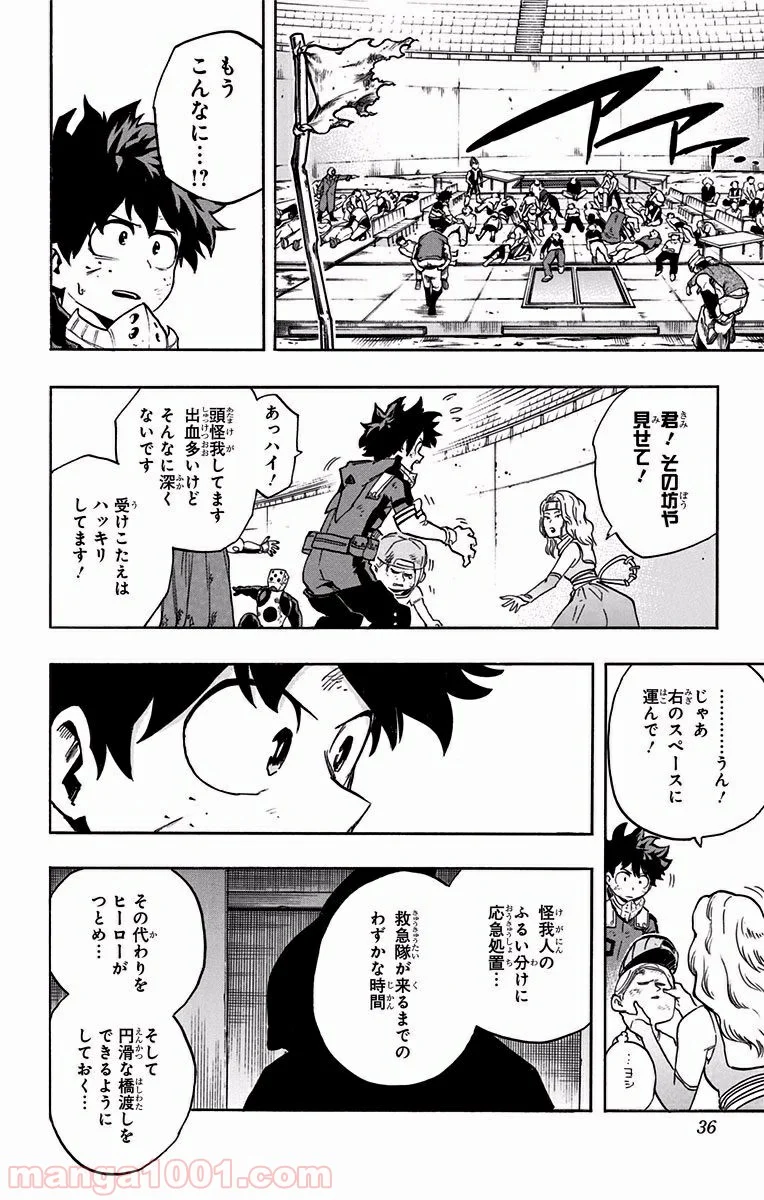 アアア
もう
こんなに…!?
君！その坊や
見せて！
あっハイ！
頭怪我してます
出血多いけど
そんなに深く
ないです
受けこたえは
ハッキリ
してます！
…………うん！
じゃあ
右のスペースに
運んで！
…ヨシ
怪我人の
ふるい分けに
応急処置…
救急隊が来るまでの
わずかな時間
その代わりを
ヒーローが
つとめ…
そして
円滑な橋渡しを
できるように
しておく…
36
manga1001.com